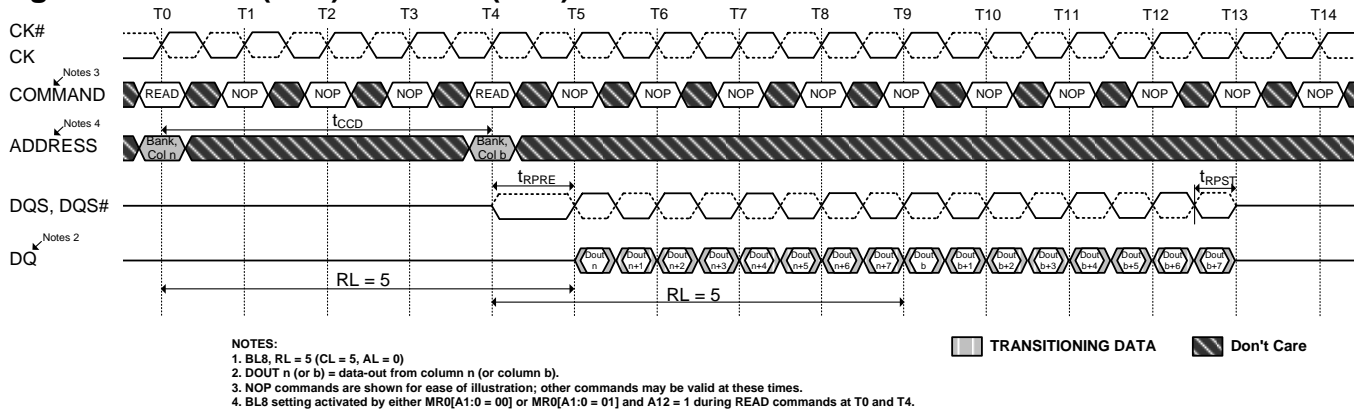 T0 T1 T2 T3 T4 T5 T6 T7 T8 T9 T10 T11 T12 T13 T14
CK#
CK
Notes 3
COMMAND READ NOP NOP NOP READ NOP NOP NOP NOP NOP NOP NOP NOP NOP NOP
tCCD
Notes 4
ADDRESS
Bank, Col n
Bank, Col b
tRPRE
tRPST
DQS, DQS#
Notes 2
DQ
Dout n Dout n+1 Dout n+2 Dout n+3 Dout n+4 Dout n+5 Dout n+6 Dout n+7 Dout b Dout b+1 Dout b+2 Dout b+3 Dout b+4 Dout b+5 Dout b+6 Dout b+7
RL = 5
RL = 5
NOTES:
1. BL8, RL = 5 (CL = 5, AL = 0)
2. DOUT n (or b) = data-out from column n (or column b).
3. NOP commands are shown for ease of illustration; other commands may be valid at these times.
4. BL8 setting activated by either MR0[A1:0 = 00] or MR0[A1:0 = 01] and A12 = 1 during READ commands at T0 and T4.
TRANSITIONING DATA
Don't Care